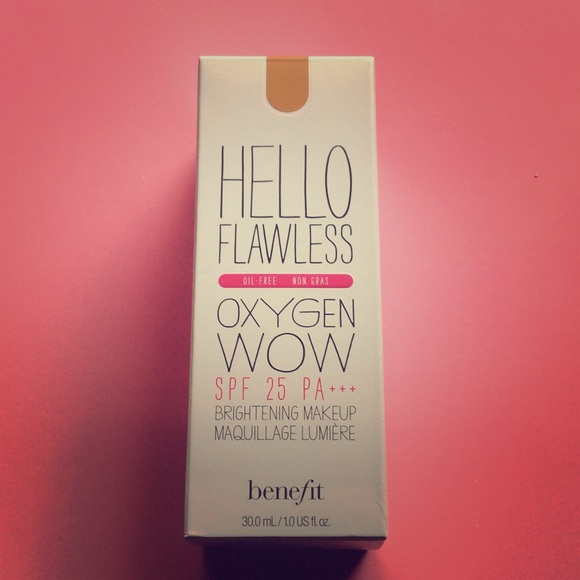 HELLO
FLAWLESS
OIL-FREE NON GRAS
OXYGEN
WOW
SPF 25 PA+++
BRIGHTENING MAKEUP
MAQUILLAGE LUMIÈRE
benefit
30.0 mL / 1.0 US fl. oz.